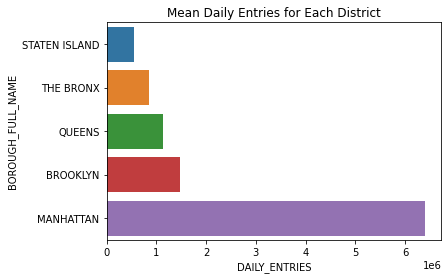 Mean Daily Entries for Each District
BOROUGH_FULL_NAME
STATEN ISLAND
THE BRONX
QUEENS
BROOKLYN
MANHATTAN
0 1 2 3 4 5 6
1e6
DAILY_ENTRIES